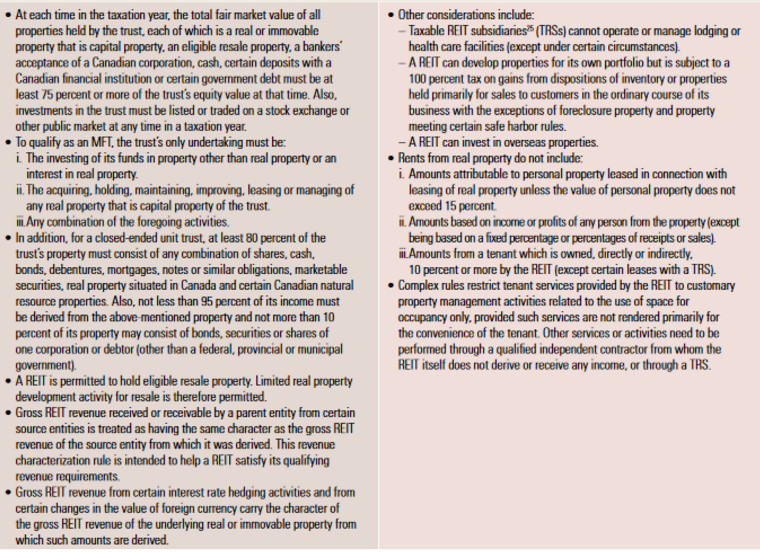 • At each time in the taxation year, the total fair market value of all
properties held by the trust, each of which is a real or immovable
property that is capital property, an eligible resale property, a bankers'
acceptance of a Canadian corporation, cash, certain deposits with a
Canadian financial institution or certain government debt must be at
least 75 percent or more of the trust's equity value at that time. Also,
investments in the trust must be listed or traded on a stock exchange or
other public market at any time in a taxation year.
• To qualify as an MFT, the trust's only undertaking must be:
i. The investing of its funds in property other than real property or an
interest in real property.
ii. The acquiring, holding, maintaining, improving, leasing or managing of
any real property that is capital property of the trust.
iii.Any combination of the foregoing activities.
• In addition, for a closed-ended unit trust, at least 80 percent of the
trust's property must consist of any combination of shares, cash,
bonds, debentures, mortgages, notes or similar obligations, marketable
securities, real property situated in Canada and certain Canadian natural
resource properties. Also, not less than 95 percent of its income must
be derived from the above-mentioned property and not more than 10
percent of its property may consist of bonds, securities or shares of
one corporation or debtor (other than a federal, provincial or municipal
government).
• A REIT is permitted to hold eligible resale property. Limited real property
development activity for resale is therefore permitted.
• Gross REIT revenue received or receivable by a parent entity from certain
source entities is treated as having the same character as the gross REIT
revenue of the source entity from which it was derived. This revenue
characterization rule is intended to help a REIT satisfy its qualifying
revenue requirements.
• Gross REIT revenue from certain interest rate hedging activities and from
certain changes in the value of foreign currency carry the character of
the gross REIT revenue of the underlying real or immovable property from
which such amounts are derived.
• Other considerations include:
– Taxable REIT subsidiaries²⁵ (TRSs) cannot operate or manage lodging or
health care facilities (except under certain circumstances).
– A REIT can develop properties for its own portfolio but is subject to a
100 percent tax on gains from dispositions of inventory or properties
held primarily for sales to customers in the ordinary course of its
business with the exceptions of foreclosure property and property
meeting certain safe harbor rules.
– A REIT can invest in overseas properties.
• Rents from real property do not include:
i. Amounts attributable to personal property leased in connection with
leasing of real property unless the value of personal property does not
exceed 15 percent.
ii. Amounts based on income or profits of any person from the property (except
being based on a fixed percentage or percentages of receipts or sales).
iii.Amounts from a tenant which is owned, directly or indirectly,
10 percent or more by the REIT (except certain leases with a TRS).
• Complex rules restrict tenant services provided by the REIT to customary
property management activities related to the use of space for
occupancy only, provided such services are not rendered primarily for
the convenience of the tenant. Other services or activities need to be
performed through a qualified independent contractor from whom the
REIT itself does not derive or receive any income, or through a TRS.